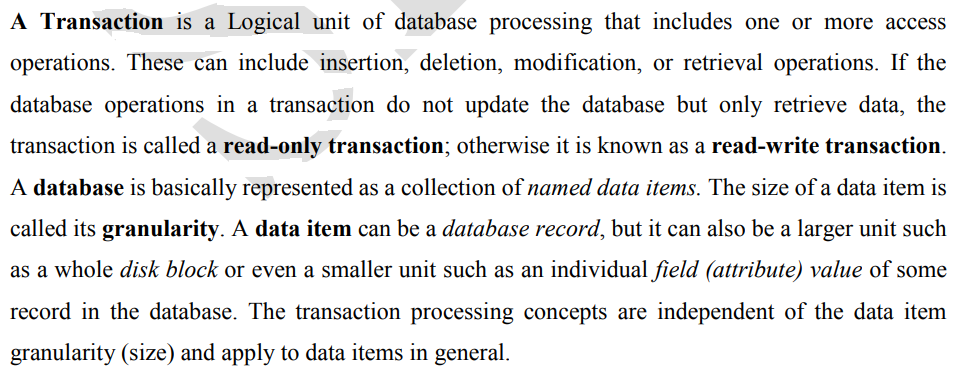 A Transaction is a Logical unit of database processing that includes one or more access
operations. These can include insertion, deletion, modification, or retrieval operations. If the
database operations in a transaction do not update the database but only retrieve data, the
transaction is called a read-only transaction; otherwise it is known as a read-write transaction.
A database is basically represented as a collection of named data items. The size of a data item is
called its granularity. A data item can be a database record, but it can also be a larger unit such
as a whole disk block or even a smaller unit such as an individual field (attribute) value of some
record in the database. The transaction processing concepts are independent of the data item
granularity (size) and apply to data items in general.